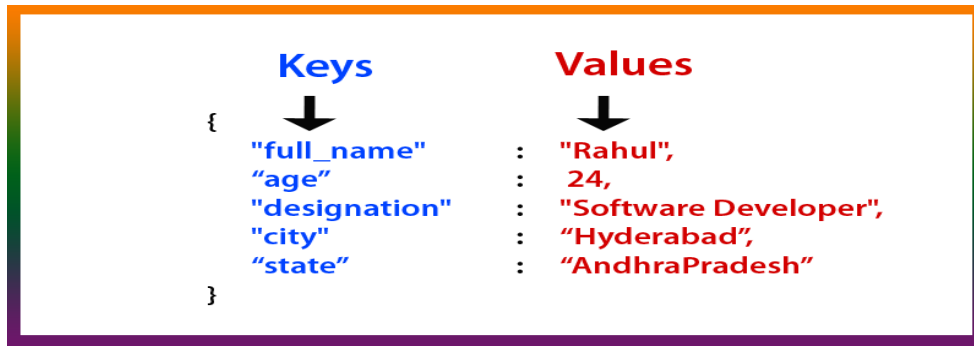 Keys Values
{
"full_name" : "Rahul",
“age” : 24,
"designation" : "Software Developer",
"city" : “Hyderabad”,
“state” : “AndhraPradesh”
}